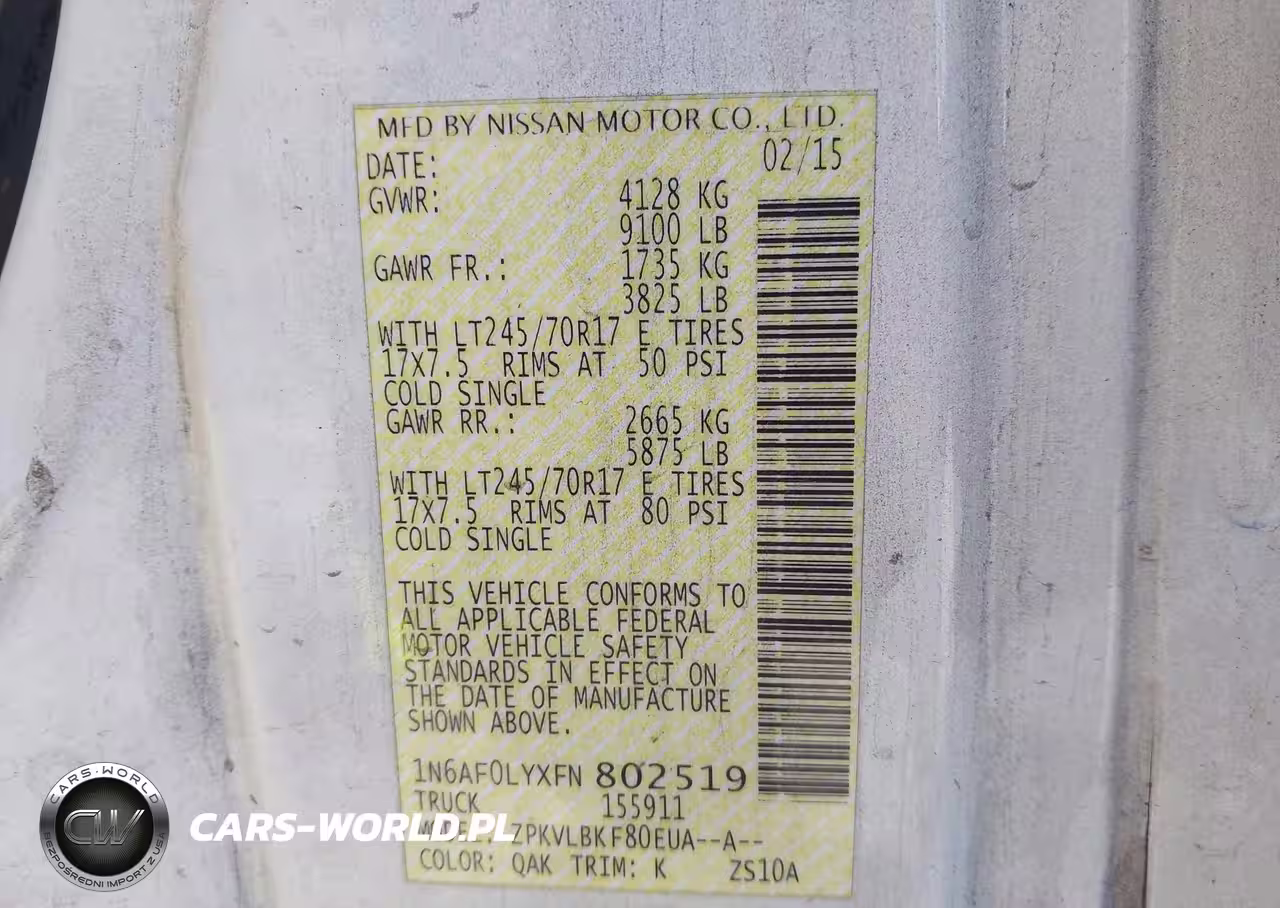 MFD BY NISSAN MOTOR CO., LTD.
DATE: 02/15
GVWR: 4128 KG
9100 LB
GAWR FR.: 1735 KG
3825 LB
WITH LT245/70R17 E TIRES
17X7.5 RIMS AT 50 PSI
COLD SINGLE
GAWR RR.: 2665 KG
5875 LB
WITH LT245/70R17 E TIRES
17X7.5 RIMS AT 80 PSI
COLD SINGLE
THIS VEHICLE CONFORMS TO
ALL APPLICABLE FEDERAL
MOTOR VEHICLE SAFETY
STANDARDS IN EFFECT ON
THE DATE OF MANUFACTURE
SHOWN ABOVE.
1N6AF0LYXFN 802519
TRUCK 155911
ZPKVLBKF80EUA--A--
COLOR: QAK TRIM: K ZS10A
CARS-WORLD
CW
BEZPOŚREDNI IMPORT Z USA
CARS-WORLD.PL